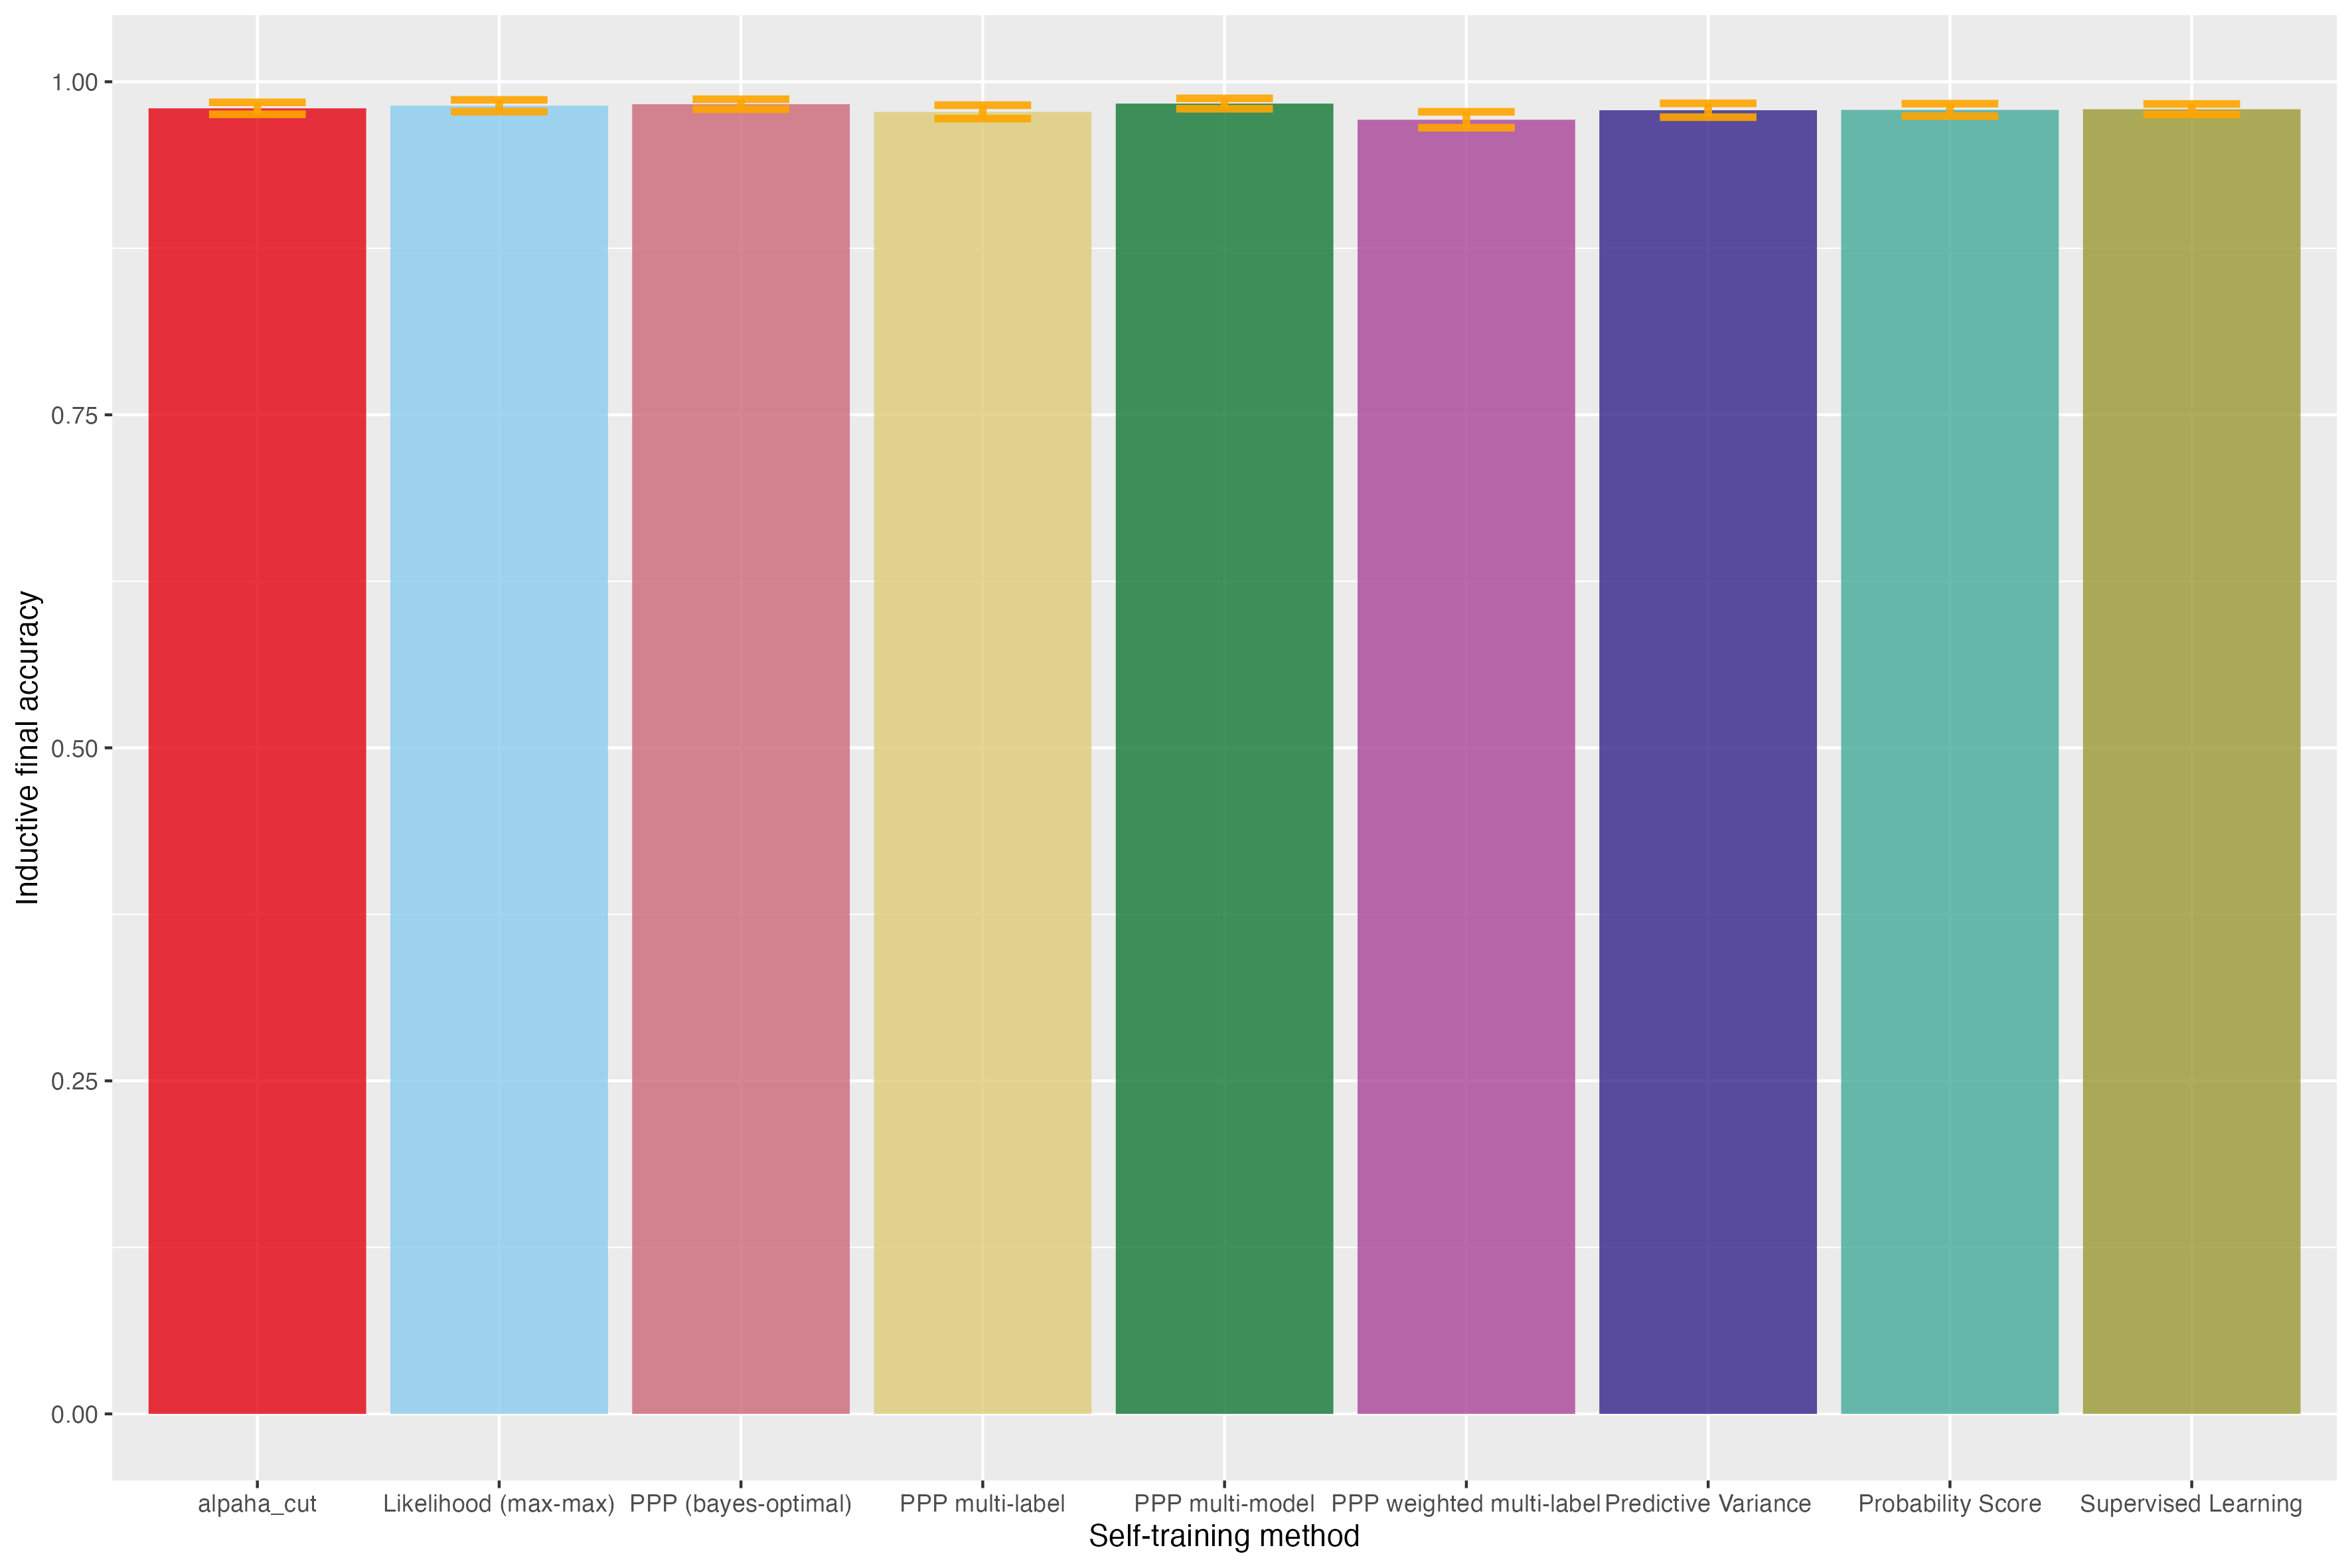 Inductive final accuracy
1.00
0.75
0.50
0.25
0.00
alpaha_cut
Likelihood (max-max)
PPP (bayes-optimal)
PPP multi-label
PPP multi-model
PPP weighted multi-label
Predictive Variance
Probability Score
Supervised Learning
Self-training method